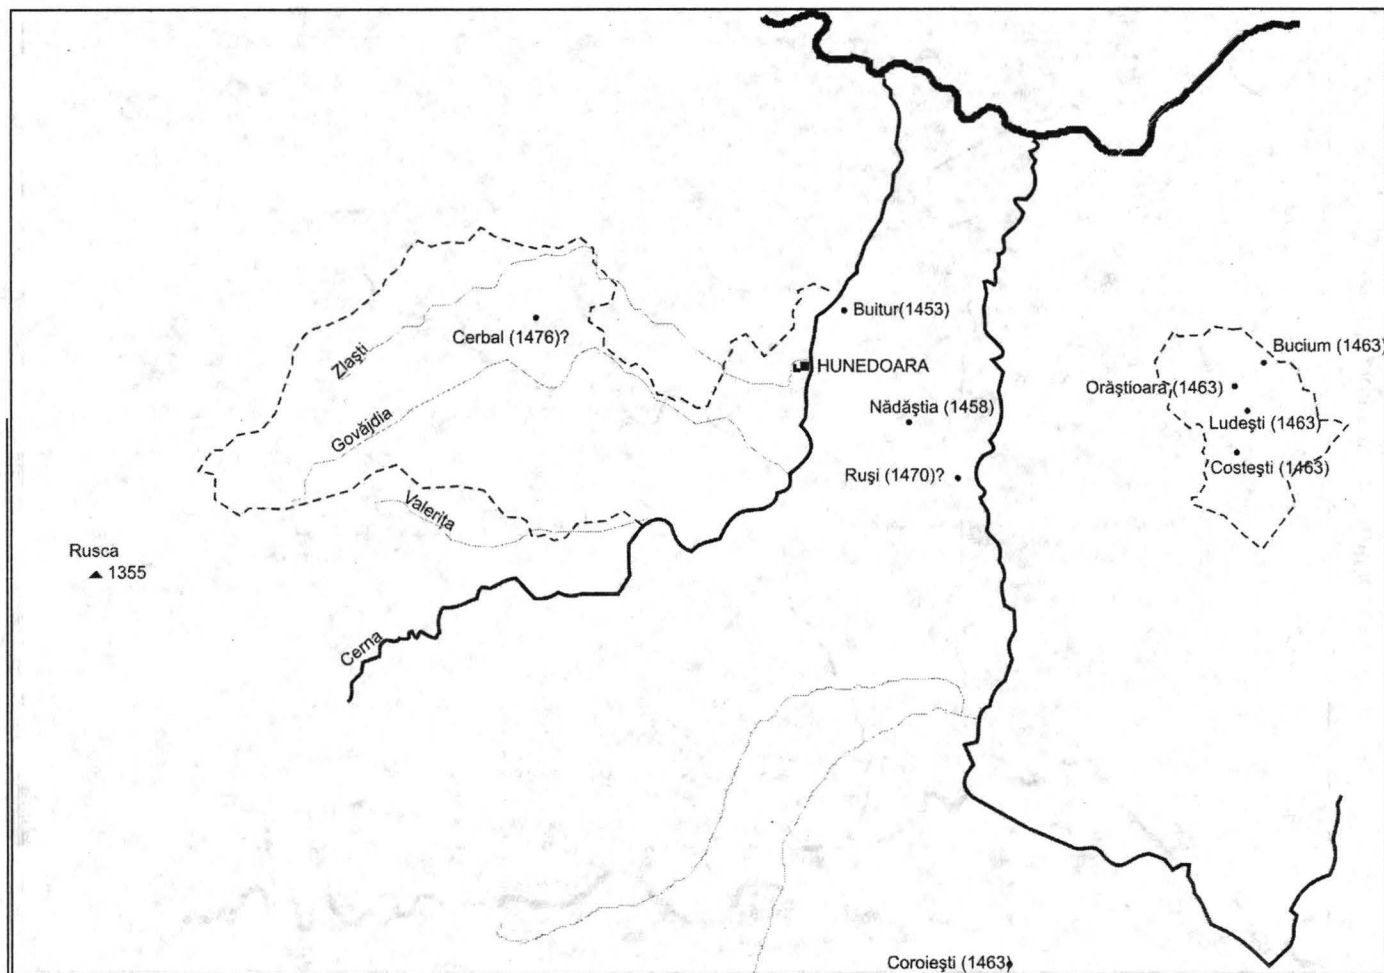 Buitur(1453)
Zlaşti
Cerbal (1476)?
Bucium (1463)
HUNEDOARA
Orăştioara (1463)
Nădăştia (1458)
Govăjdia
Ludeşti (1463)
Costeşti (1463)
Ruşi (1470)?
Valeriţa
Rusca
1355
Cerna
Coroieşti (1463)